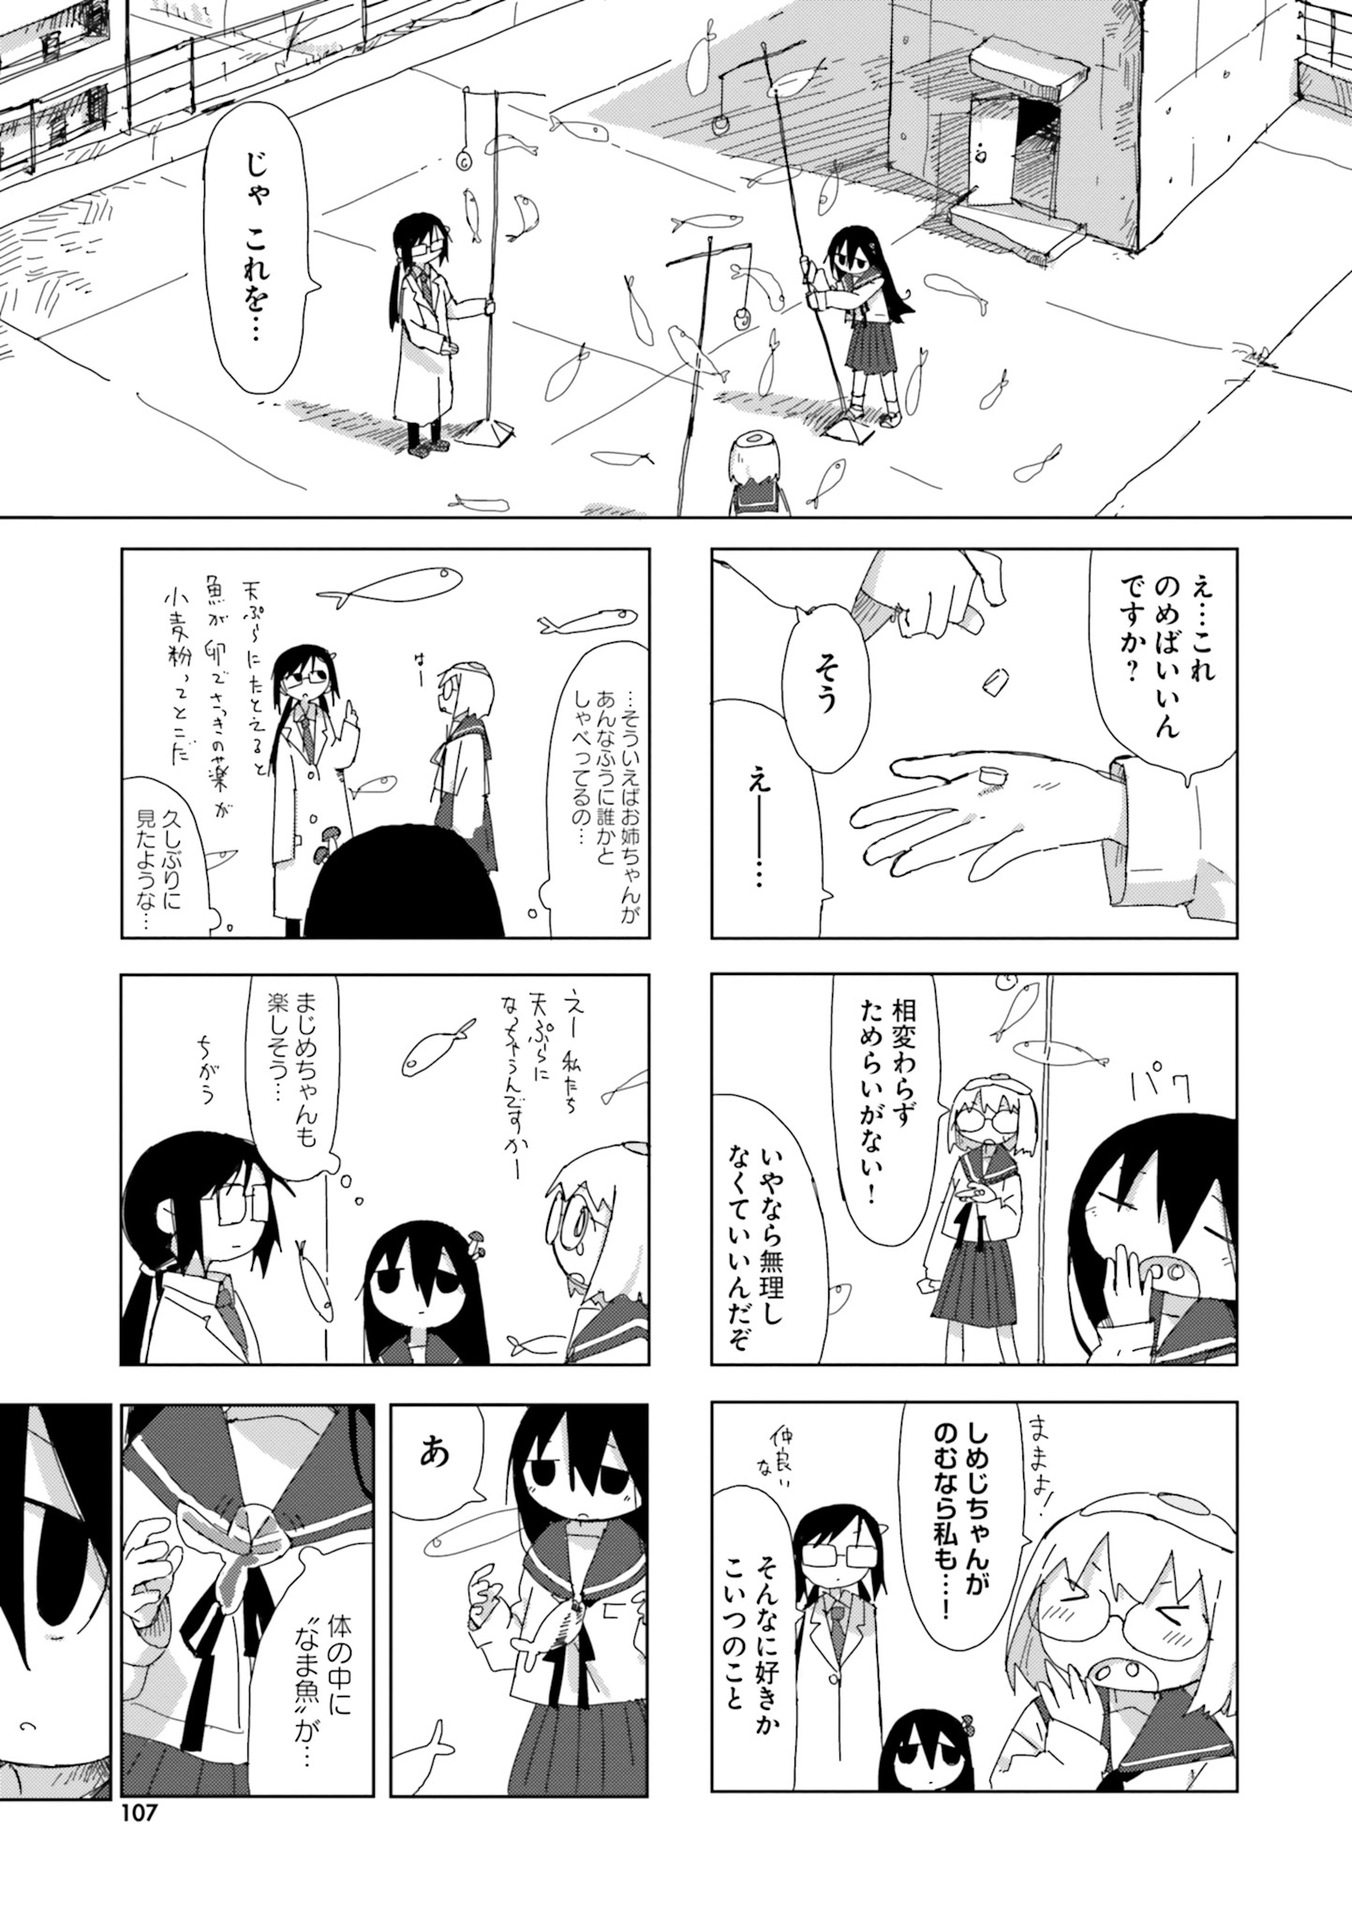 じゃ これを…
え…これ
のめばいいん
ですか?
そう
え――…
相変わらず
ためらいがない!
パク
いやなら無理し
なくていいんだぞ
ままよ!
しめじちゃんが
のむなら私も…!
仲良い
な
そんなに好きか
こいつのこと
…そういえばお姉ちゃんが
あんなふうに誰かと
しゃべってるの…
はー
天ぷらにたとえると
魚が卵でさっきの薬が
小麦粉ってとこだ
久しぶりに
見たような…
えー私たち
天ぷらに
なっちゃうんですかー
まじめちゃんも
楽しそう…
ちがう
あ
体の中に
〝なま魚〟が…
107